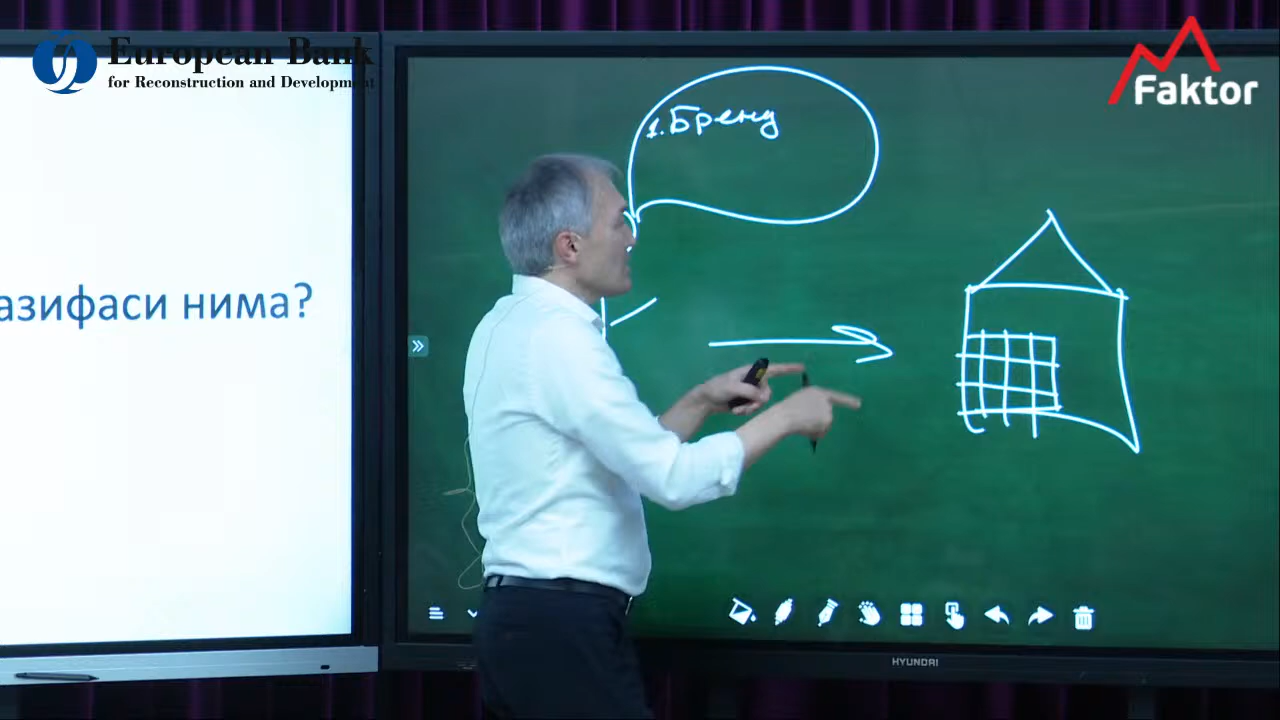 European Bank
for Reconstruction and Development
Faktor
1. Бренд
азифаси нима?
HYUNDAI